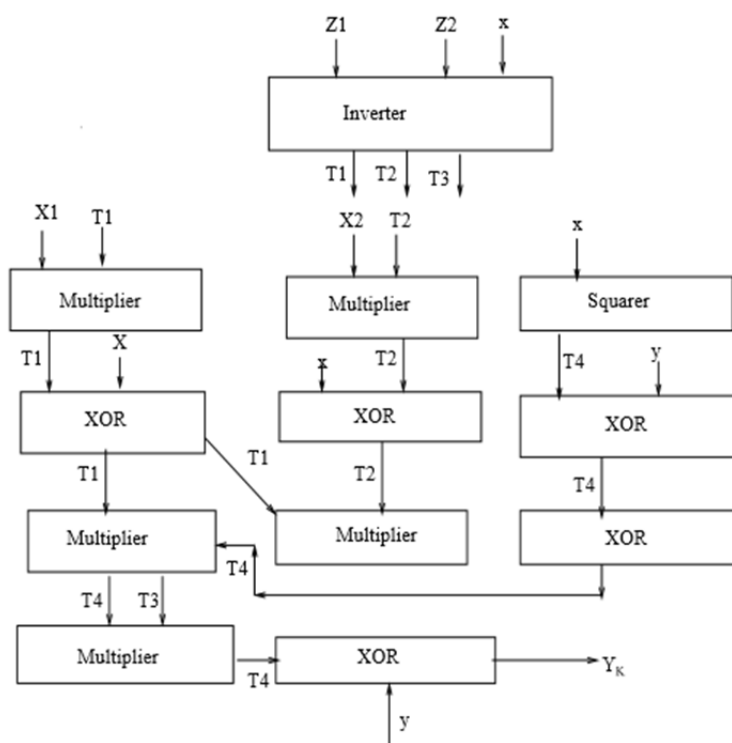 Z1 Z2 x
Inverter
T1 T2 T3
X1 T1 X2 T2 x
Multiplier Multiplier Squarer
T1 X x T2 T4 y
XOR XOR XOR
T1 T1 T2 T4
Multiplier Multiplier XOR
T4
T4 T3
Multiplier XOR Y_K
T4
y